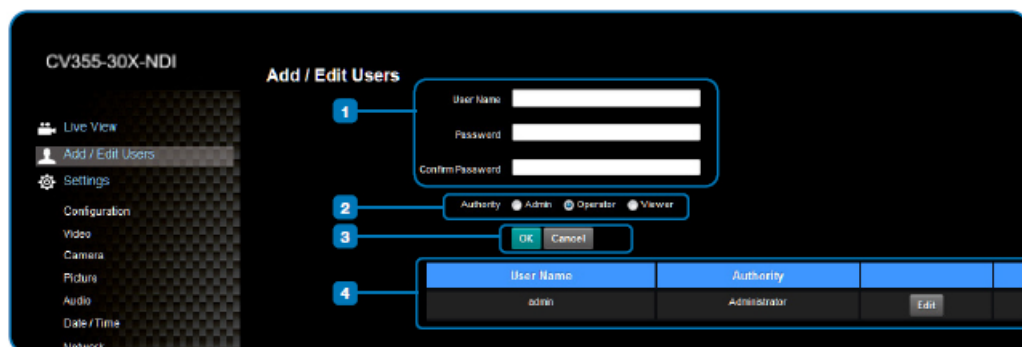 CV355-30X-NDI
Add / Edit Users
1
User Name
Password
Confirm Password
Live View
Add / Edit Users
Settings
Configuration
Video
Camera
Picture
Audio
Date / Time
Network
2
Authority Admin Operator Viewer
3
OK Cancel
4
User Name Authority
admin Administrator Edit